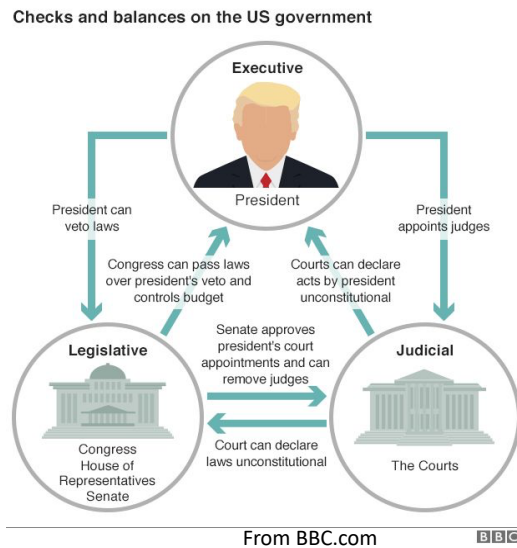 Checks and balances on the US government
Executive
President
President can
veto laws
President
appoints judges
Congress can pass laws
over president's veto and
controls budget
Courts can declare
acts by president
unconstitutional
Legislative
Congress
House of
Representatives
Senate
Senate approves
president's court
appointments and can
remove judges
Court can declare
laws unconstitutional
Judicial
The Courts
From BBC.com
BBC